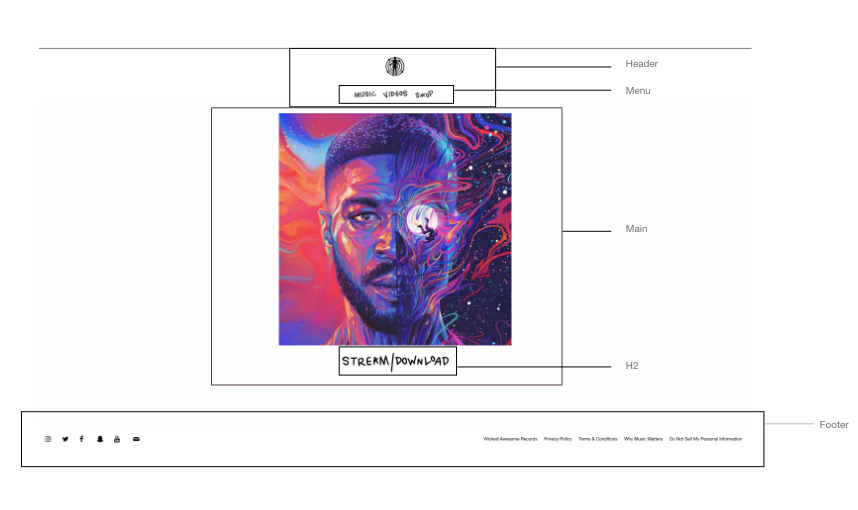 Header
MUSIC VIDEOS SHOP
Menu
Main
STREAM/DOWNLOAD
H2
Footer
Wicked Awesome Records Privacy Policy Terms & Conditions Why Music Matters Do Not Sell My Personal Information